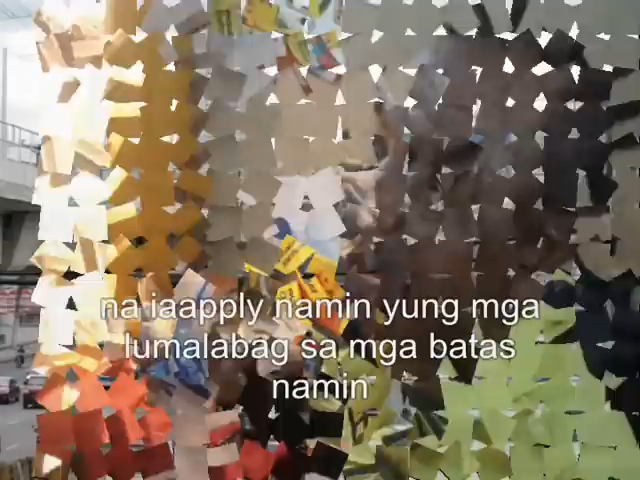 na iaapply namin yung mga
lumalabag sa mga batas
namin